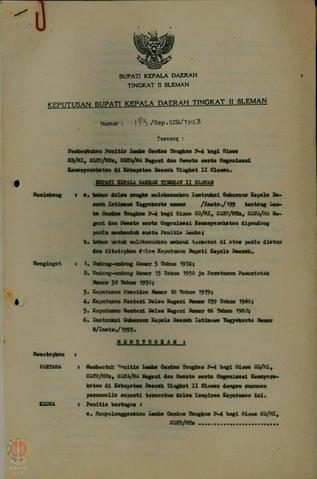 BUPATI KEPALA DAERAH
TINGKAT II SLEMAN
KEPUTUSAN BUPATI KEPALA DAERAH TINGKAT II SLEMAN
Nomor : /Kep.KDH/1993
Tentang :
Pembentukan Panitia Lomba Cerdas Tangkas P-4 bagi Siswa
SD/MI, SLTP/MTs, SLTA/MA Negeri dan Swasta serta Organisasi
Kemasyarakatan di Kabupaten Daerah Tingkat II Sleman.
BUPATI KEPALA DAERAH TINGKAT II SLEMAN
Menimbang : a. bahwa dalam rangka melaksanakan Instruksi Gubernur Kepala Da-
erah Istimewa Yogyakarta nomor /Instr./199 tentang Lom-
ba Cerdas Tangkas P-4 bagi Siswa SD/MI, SLTP/MTs, SLTA/MA Ne-
geri dan Swasta serta Organisasi Kemasyarakatan dipandang
perlu membentuk suatu Panitia Lomba;
b. bahwa untuk melaksanakan maksud tersebut di atas perlu diatur
dan ditetapkan dalam Keputusan Bupati Kepala Daerah.
Mengingat : 1. Undang-undang Nomor 5 Tahun 1974;
2. Undang-undang Nomor 15 Tahun 1950 jo Peraturan Pemerintah
Nomor 32 Tahun 1950;
3. Keputusan Presiden Nomor 10 Tahun 1979;
4. Keputusan Menteri Dalam Negeri Nomor 239 Tahun 1980;
5. Keputusan Menteri Dalam Negeri Nomor 86 Tahun 1982;
6. Instruksi Gubernur Kepala Daerah Istimewa Yogyakarta Nomor
8/Instr./1993.
MEMUTUSKAN :
Menetapkan :
PERTAMA : Membentuk Panitia Lomba Cerdas Tangkas P-4 bagi Siswa SD/MI,
SLTP/MTs, SLTA/MA Negeri dan Swasta serta Organisasi Kemasyara-
katan di Kabupaten Daerah Tingkat II Sleman dengan susunan
personalia seperti tersebut dalam lampiran Keputusan ini.
KEDUA : Panitia bertugas :
a. Menyelenggarakan Lomba Cerdas Tangkas P-4 bagi Siswa SD/MI,
SLTP/MTs ....................